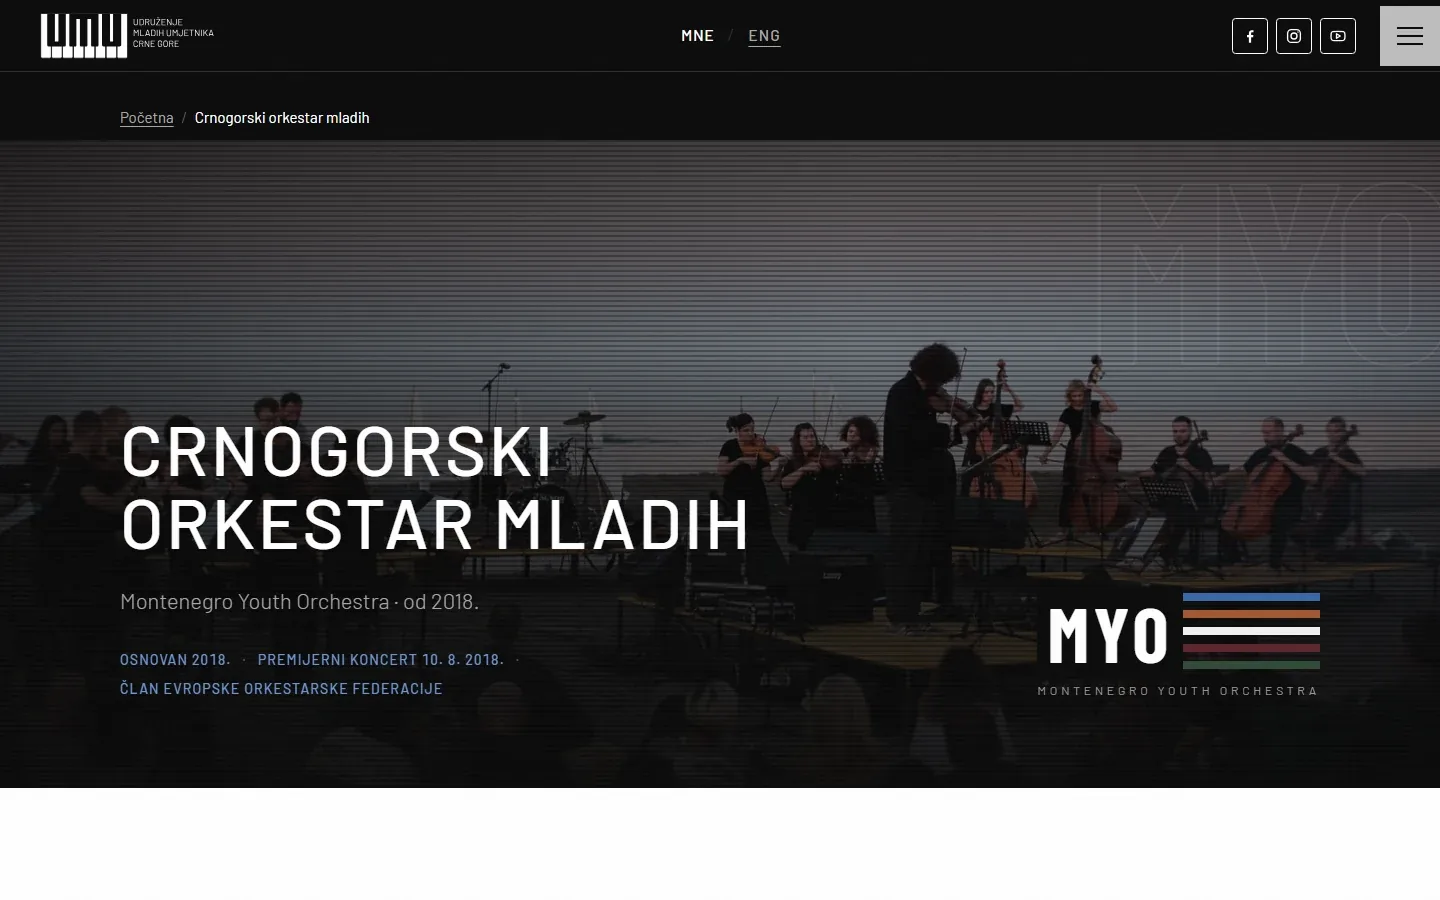 UDRUŽENJE
MLADIH UMJETNIKA
CRNE GORE
MNE / ENG
Početna / Crnogorski orkestar mladih
MYO
CRNOGORSKI
ORKESTAR MLADIH
Montenegro Youth Orchestra · od 2018.
OSNOVAN 2018. · PREMIJERNI KONCERT 10. 8. 2018. ·
ČLAN EVROPSKE ORKESTARSKE FEDERACIJE
MYO
MONTENEGRO YOUTH ORCHESTRA